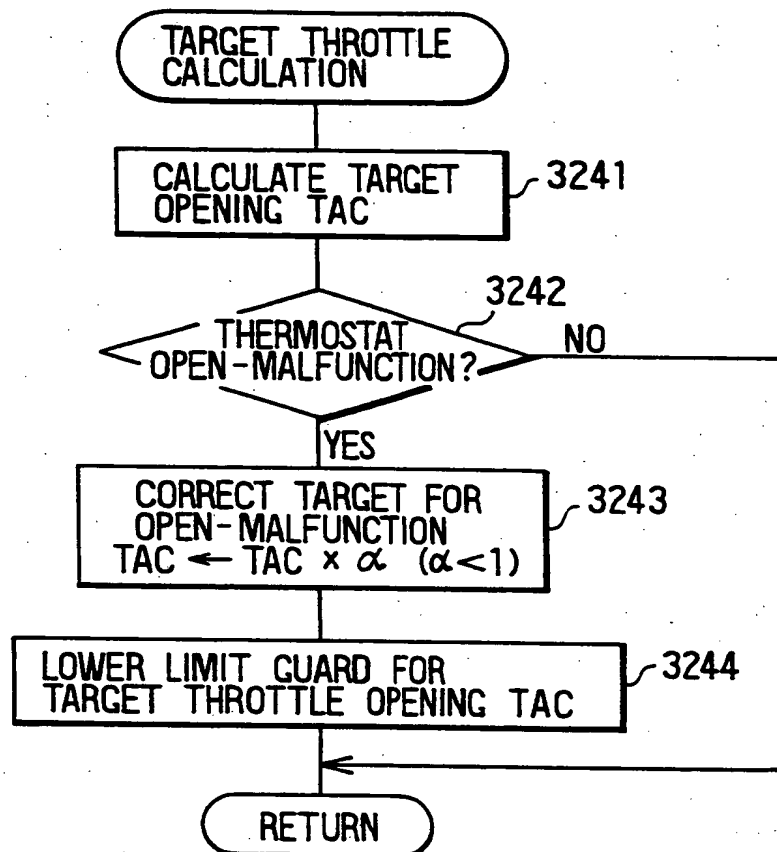 TARGET THROTTLE
CALCULATION
CALCULATE TARGET
OPENING TAC
3241
3242
THERMOSTAT
OPEN-MALFUNCTION?
NO
YES
CORRECT TARGET FOR
OPEN-MALFUNCTION
TAC ← TAC × α (α<1)
3243
LOWER LIMIT GUARD FOR
TARGET THROTTLE OPENING TAC
3244
RETURN